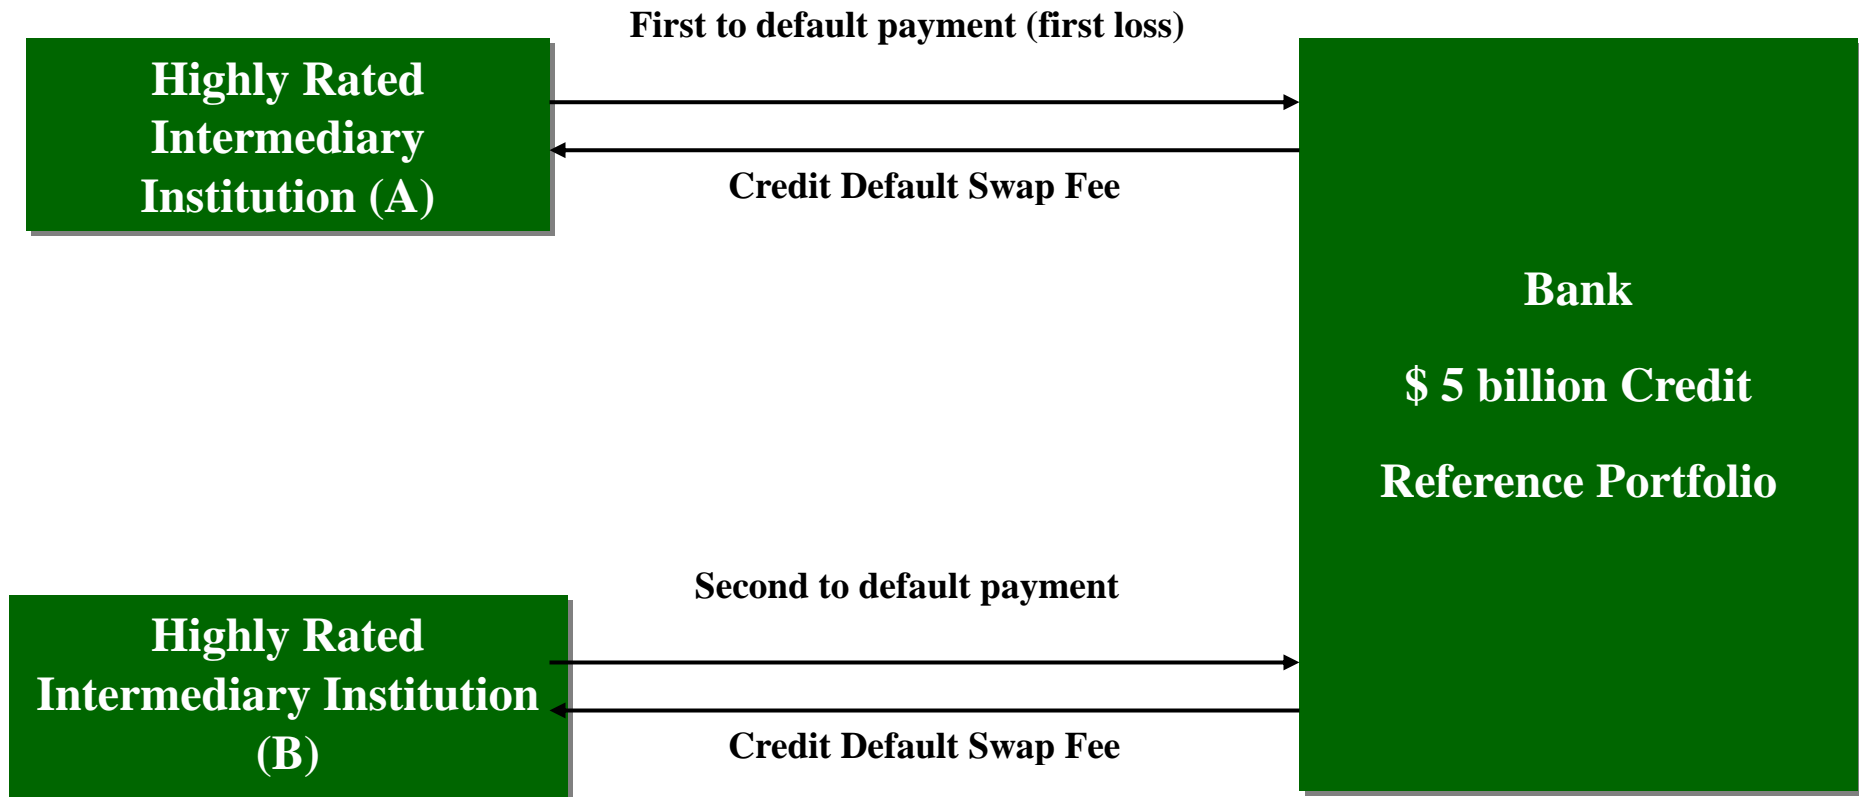 First to default payment (first loss)
Highly Rated
Intermediary
Institution (A)
Credit Default Swap Fee
Bank
$ 5 billion Credit
Reference Portfolio
Second to default payment
Highly Rated
Intermediary Institution
(B)
Credit Default Swap Fee